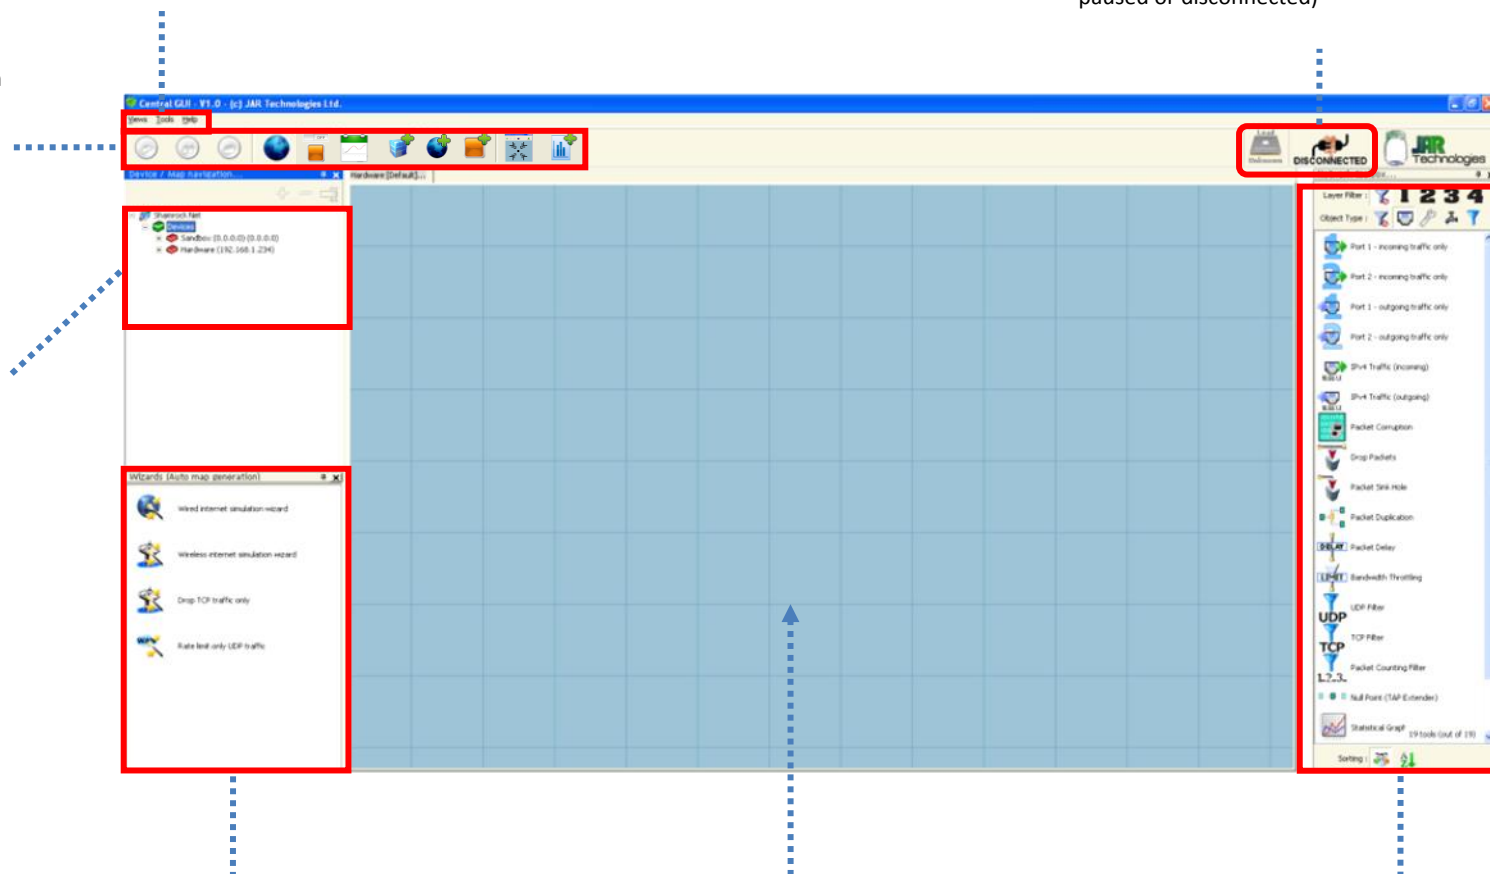 paused or disconnected)
Central GUI - V1.0 - (c) JAR Technologies Ltd.
Views Tools Help
Load
Unknown
DISCONNECTED
JAR
Technologies
Device / Map navigation...
Hardware [Default]...
Shamrock Net
Devices
Sandbox (0.0.0.0) (0.0.0.0)
Hardware (192.168.1.234)
Layer Filter : 1 2 3 4
Object Type :
Port 1 - incoming traffic only
Port 2 - incoming traffic only
Port 1 - outgoing traffic only
Port 2 - outgoing traffic only
IPv4 Traffic (incoming)
IPv4 Traffic (outgoing)
Packet Corruption
Drop Packets
Packet Sink Hole
Packet Duplication
DELAY Packet Delay
LIMIT Bandwidth Throttling
UDP UDP Filter
TCP TCP Filter
1.2.3. Packet Counting Filter
Null Point (TAP Extender)
Statistical Graph
19 tools (out of 19)
Sorting :
Wizards (Auto map generation)
Wired internet simulation wizard
Wireless internet simulation wizard
Drop TCP traffic only
Rate limit only UDP traffic